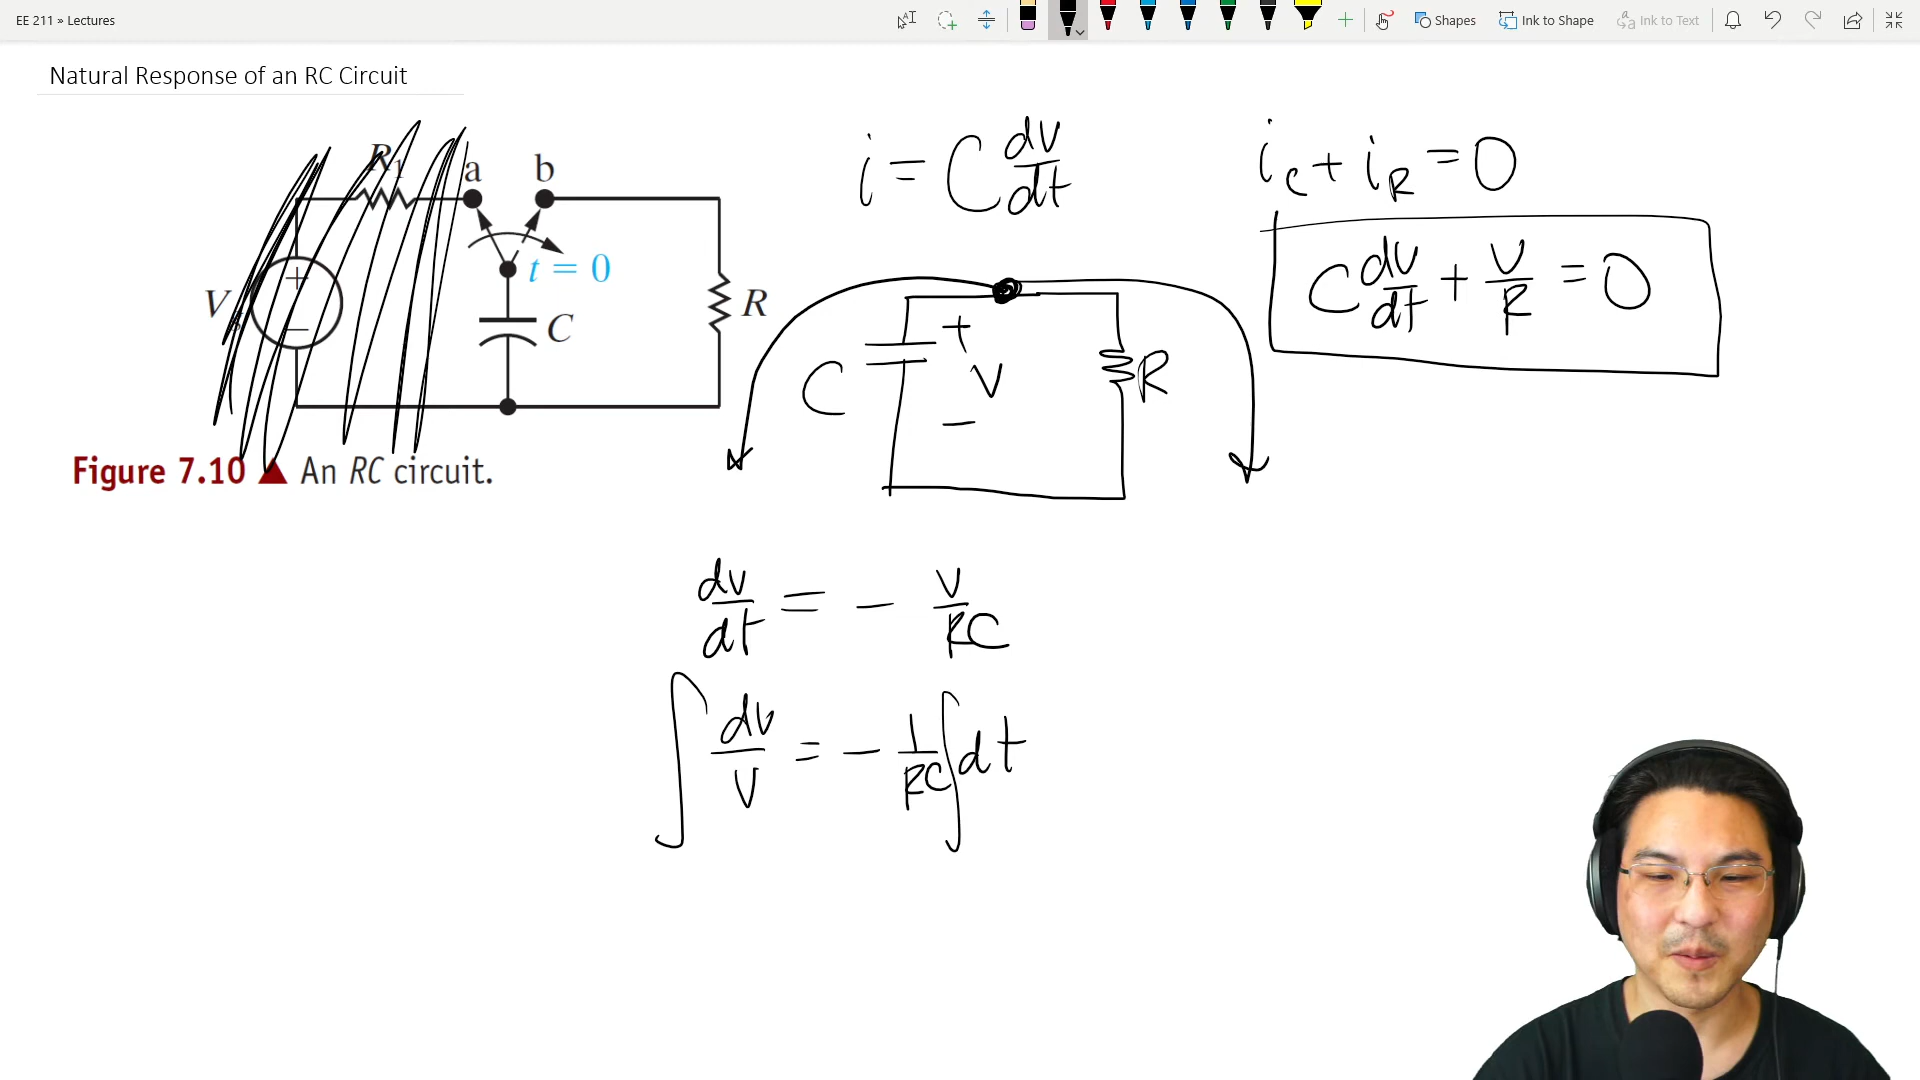 EE 211 » Lectures
Shapes
Ink to Shape
Ink to Text
Natural Response of an RC Circuit
R₁
a
b
t = 0
Vₛ
+
−
C
R
Figure 7.10 ▲ An RC circuit.
i = C dv/dt
i_C + i_R = 0
C dv/dt + V/R = 0
C
+
V
−
R
dv/dt = - V/RC
∫ dv/V = - 1/RC ∫ dt